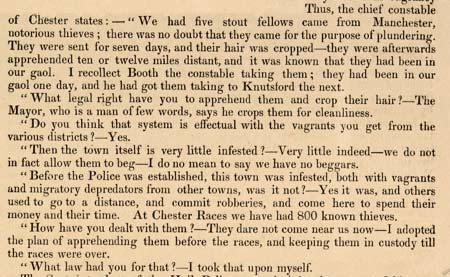 Thus, the chief constable
of Chester states:—"We had five stout fellows came from Manchester,
notorious thieves; there was no doubt that they came for the purpose of plundering.
They were sent for seven days, and their hair was cropped—they were afterwards
apprehended ten or twelve miles distant, and it was known that they had been in
our gaol. I recollect Booth the constable taking them; they had been in our
gaol one day, and he had got them taking to Knutsford the next.
"What legal right have you to apprehend them and crop their hair?—The
Mayor, who is a man of few words, says he crops them for cleanliness.
"Do you think that system is effectual with the vagrants you get from the
various districts?—Yes.
"Then the town itself is very little infested?—Very little indeed—we do not
in fact allow them to beg—I do no mean to say we have no beggars.
"Before the Police was established, this town was infested, both with vagrants
and migratory depredators from other towns, was it not?—Yes it was, and others
used to go to a distance, and commit robberies, and come here to spend their
money and their time. At Chester Races we have had 800 known thieves.
"How have you dealt with them?—They dare not come near us now—I adopted
the plan of apprehending them before the races, and keeping them in custody till
the races were over.
"What law had you for that?—I took that upon myself.